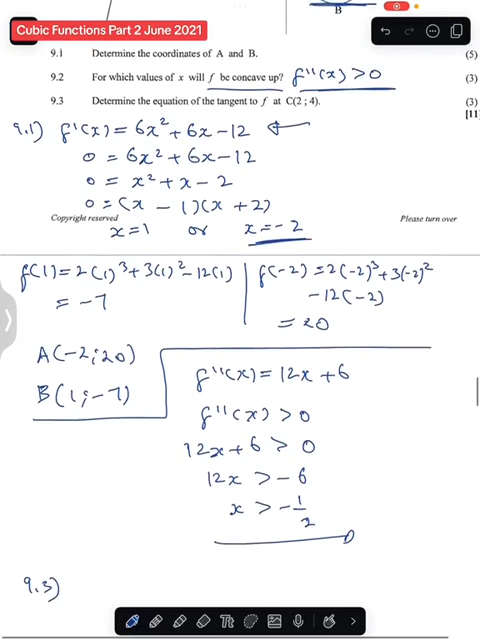 B
Cubic Functions Part 2 June 2021
9.1 Determine the coordinates of A and B. (5)
9.2 For which values of x will f be concave up? f''(x) > 0 (3)
9.3 Determine the equation of the tangent to f at C(2 ; 4). (3)
[11]
9.1) f'(x) = 6x² + 6x - 12
0 = 6x² + 6x - 12
0 = x² + x - 2
0 = (x - 1)(x + 2)
Copyright reserved Please turn over
x = 1 or x = -2
f(1) = 2(1)³ + 3(1)² - 12(1)
= -7
f(-2) = 2(-2)³ + 3(-2)²
- 12(-2)
= 20
A(-2 ; 20)
B(1 ; -7)
f''(x) = 12x + 6
f''(x) > 0
12x + 6 > 0
12x > -6
x > -1/2
9.3)
Tt